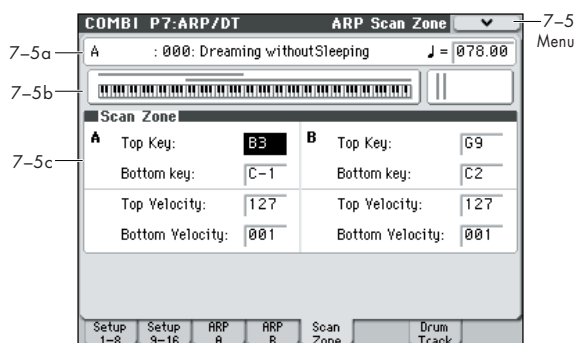 COMBI P7:ARP/DT ARP Scan Zone
7–5
Menu
7–5a
A : 000: Dreaming withoutSleeping ♩ = 078.00
7–5b
Scan Zone
7–5c
A Top Key: B3 B Top Key: G9
Bottom key: C-1 Bottom Key: C2
Top Velocity: 127 Top Velocity: 127
Bottom Velocity: 001 Bottom Velocity: 001
Setup 1-8 Setup 9-16 ARP A ARP B Scan Zone Drum Track